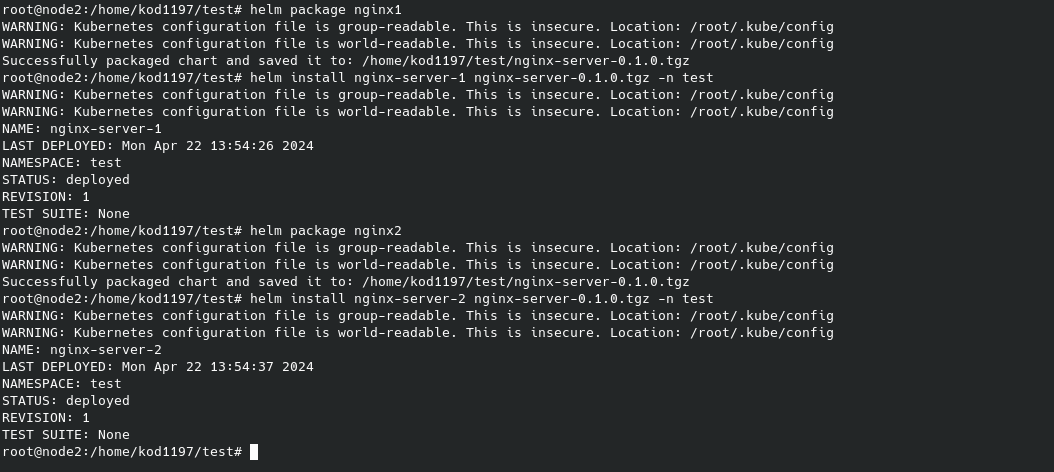 root@node2:/home/kod1197/test# helm package nginx1
WARNING: Kubernetes configuration file is group-readable. This is insecure. Location: /root/.kube/config
WARNING: Kubernetes configuration file is world-readable. This is insecure. Location: /root/.kube/config
Successfully packaged chart and saved it to: /home/kod1197/test/nginx-server-0.1.0.tgz
root@node2:/home/kod1197/test# helm install nginx-server-1 nginx-server-0.1.0.tgz -n test
WARNING: Kubernetes configuration file is group-readable. This is insecure. Location: /root/.kube/config
WARNING: Kubernetes configuration file is world-readable. This is insecure. Location: /root/.kube/config
NAME: nginx-server-1
LAST DEPLOYED: Mon Apr 22 13:54:26 2024
NAMESPACE: test
STATUS: deployed
REVISION: 1
TEST SUITE: None
root@node2:/home/kod1197/test# helm package nginx2
WARNING: Kubernetes configuration file is group-readable. This is insecure. Location: /root/.kube/config
WARNING: Kubernetes configuration file is world-readable. This is insecure. Location: /root/.kube/config
Successfully packaged chart and saved it to: /home/kod1197/test/nginx-server-0.1.0.tgz
root@node2:/home/kod1197/test# helm install nginx-server-2 nginx-server-0.1.0.tgz -n test
WARNING: Kubernetes configuration file is group-readable. This is insecure. Location: /root/.kube/config
WARNING: Kubernetes configuration file is world-readable. This is insecure. Location: /root/.kube/config
NAME: nginx-server-2
LAST DEPLOYED: Mon Apr 22 13:54:37 2024
NAMESPACE: test
STATUS: deployed
REVISION: 1
TEST SUITE: None
root@node2:/home/kod1197/test#